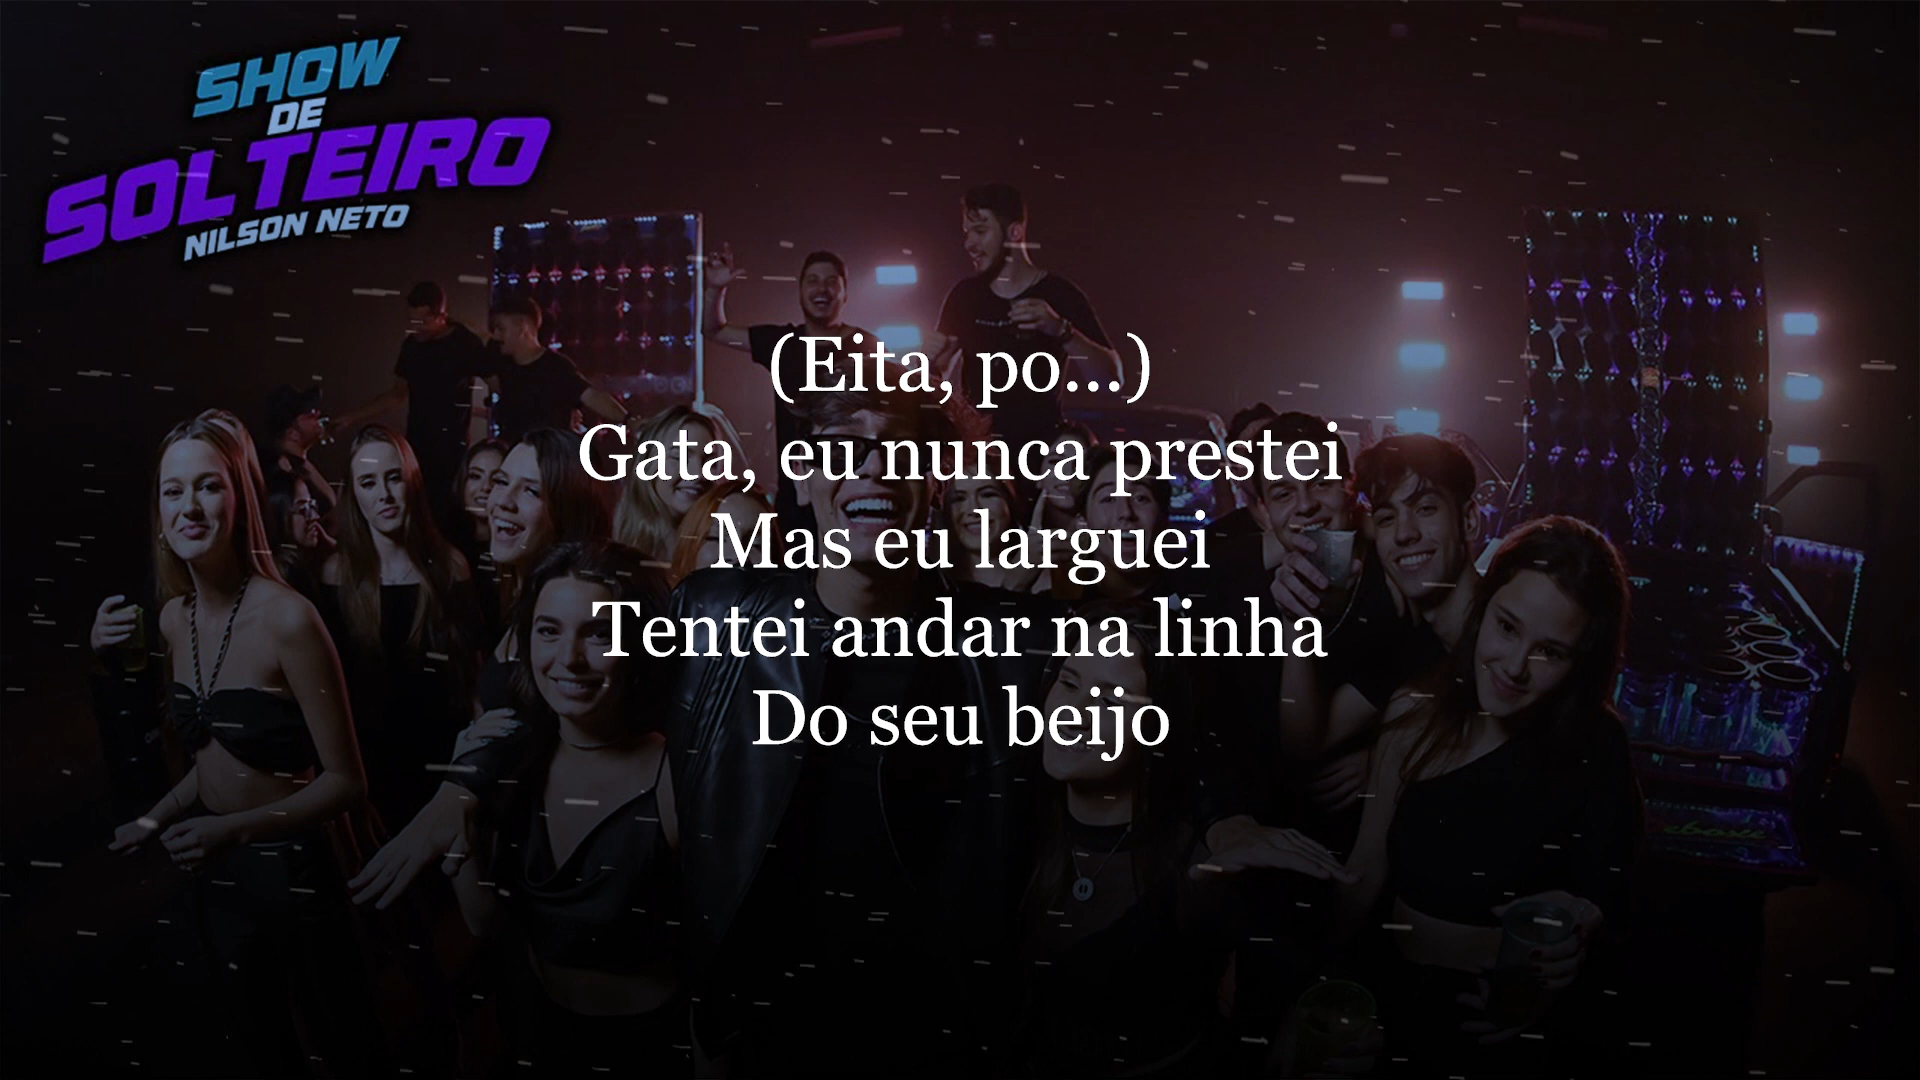 SHOW
DE
SOLTEIRO
NILSON NETO
(Eita, po...)
Gata, eu nunca prestei
Mas eu larguei
Tentei andar na linha
Do seu beijo